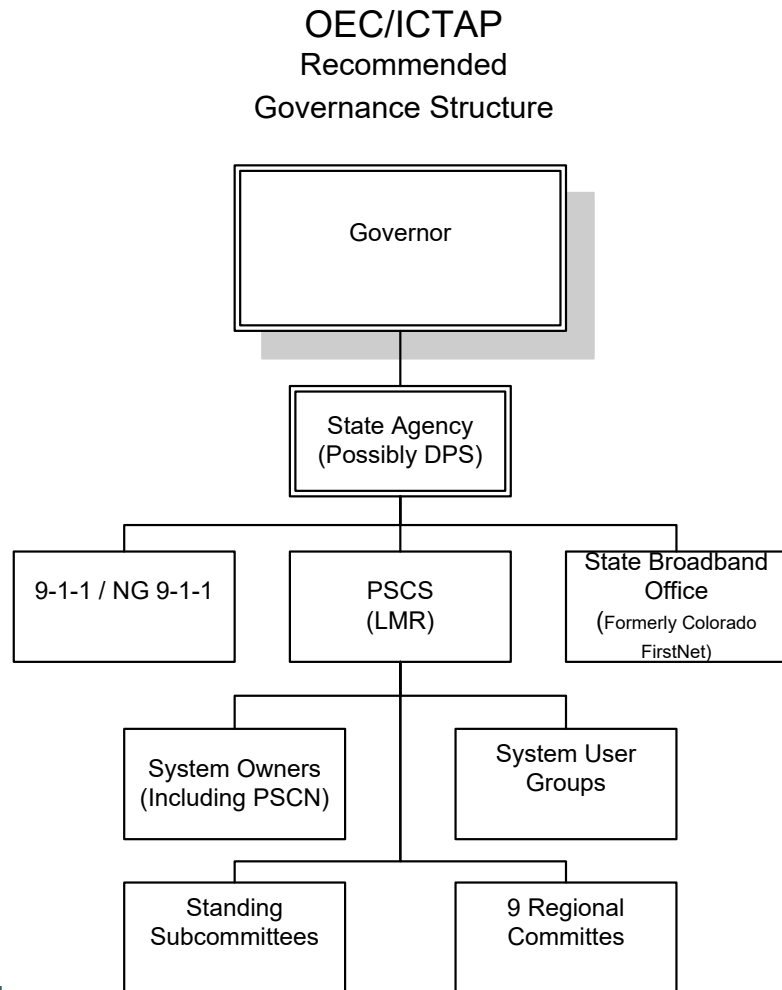 OEC/ICTAP
Recommended
Governance Structure
Governor
State Agency
(Possibly DPS)
9-1-1 / NG 9-1-1
PSCS
(LMR)
State Broadband
Office
(Formerly Colorado
FirstNet)
System Owners
(Including PSCN)
System User
Groups
Standing
Subcommittees
9 Regional
Committes